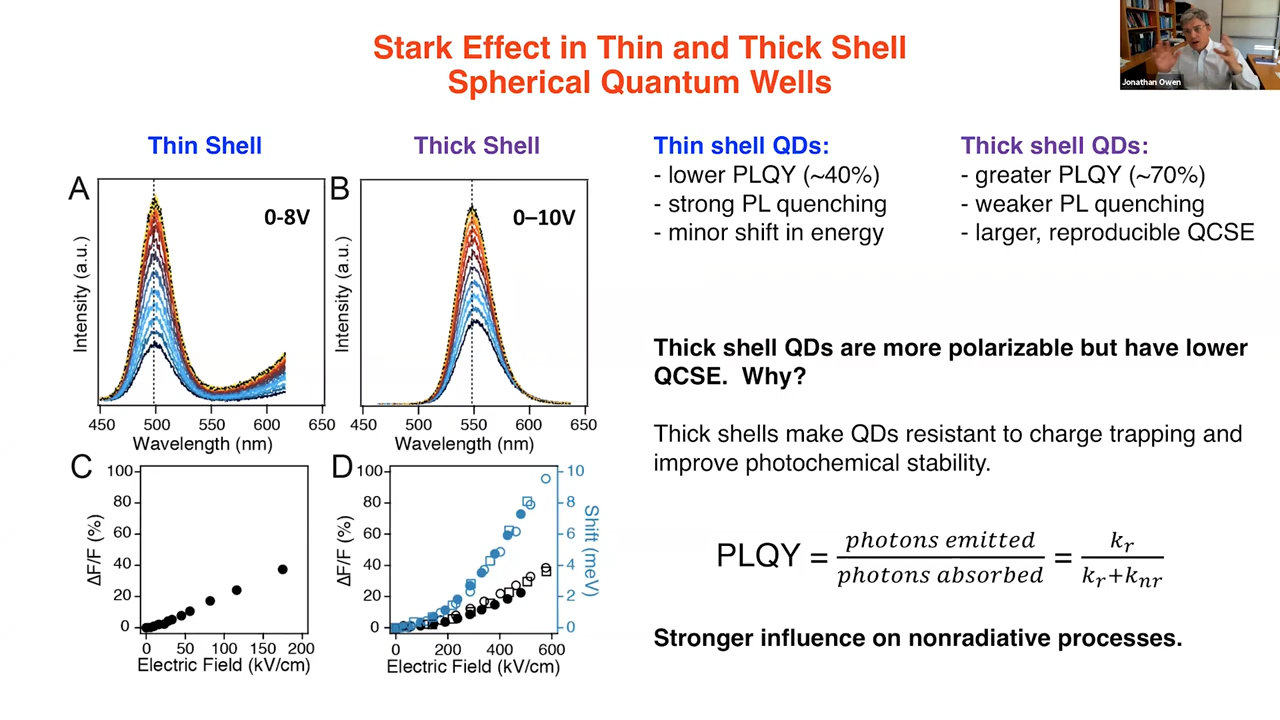 Stark Effect in Thin and Thick Shell
Spherical Quantum Wells
Jonathan Owen
Thin Shell
Thick Shell
A
0-8V
Intensity (a.u.)
450 500 550 600 650
Wavelength (nm)
B
0–10V
Intensity (a.u.)
450 500 550 600 650
Wavelength (nm)
C
100
80
60
40
20
0
ΔF/F (%)
0 50 100 150 200
Electric Field (kV/cm)
D
100
80
60
40
20
0
ΔF/F (%)
10
8
6
4
2
0
Shift (meV)
0 200 400 600
Electric Field (kV/cm)
Thin shell QDs:
- lower PLQY (~40%)
- strong PL quenching
- minor shift in energy
Thick shell QDs:
- greater PLQY (~70%)
- weaker PL quenching
- larger, reproducible QCSE
Thick shell QDs are more polarizable but have lower
QCSE. Why?
Thick shells make QDs resistant to charge trapping and
improve photochemical stability.
PLQY = photons emitted / photons absorbed = kr / kr+knr
Stronger influence on nonradiative processes.